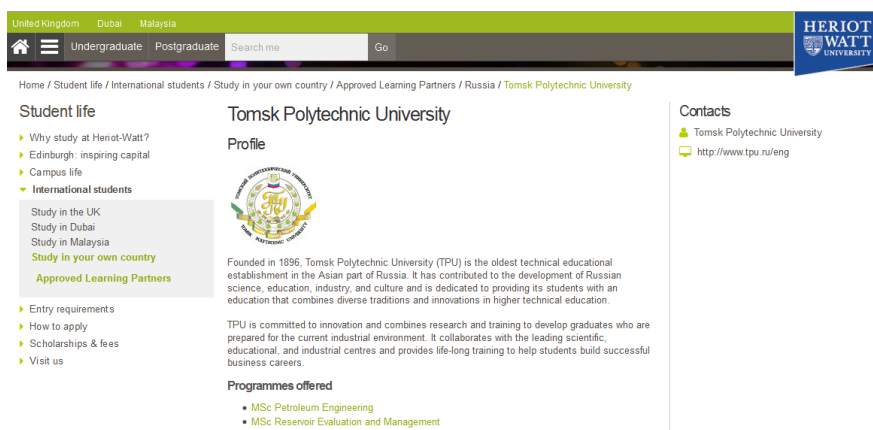 United Kingdom Dubai Malaysia
Undergraduate Postgraduate Search me Go
HERIOT
WATT
UNIVERSITY
Home / Student life / International students / Study in your own country / Approved Learning Partners / Russia / Tomsk Polytechnic University
Student life
Why study at Heriot-Watt?
Edinburgh: inspiring capital
Campus life
International students
Study in the UK
Study in Dubai
Study in Malaysia
Study in your own country
Approved Learning Partners
Entry requirements
How to apply
Scholarships & fees
Visit us
Tomsk Polytechnic University
Profile
ТОМСКИЙ ПОЛИТЕХНИЧЕСКИЙ УНИВЕРСИТЕТ
TOMSK POLYTECHNIC UNIVERSITY
Founded in 1896, Tomsk Polytechnic University (TPU) is the oldest technical educational
establishment in the Asian part of Russia. It has contributed to the development of Russian
science, education, industry, and culture and is dedicated to providing its students with an
education that combines diverse traditions and innovations in higher technical education.
TPU is committed to innovation and combines research and training to develop graduates who are
prepared for the current industrial environment. It collaborates with the leading scientific,
educational, and industrial centres and provides life-long training to help students build successful
business careers.
Programmes offered
MSc Petroleum Engineering
MSc Reservoir Evaluation and Management
Contacts
Tomsk Polytechnic University
http://www.tpu.ru/eng